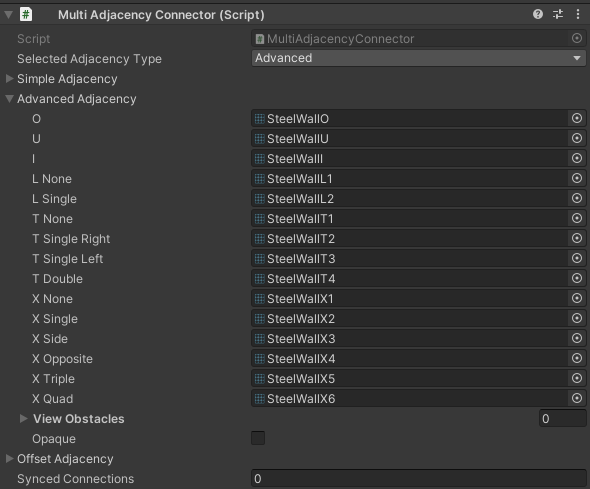 Multi Adjacency Connector (Script)
Script MultiAdjacencyConnector
Selected Adjacency Type Advanced
Simple Adjacency
Advanced Adjacency
O SteelWallO
U SteelWallU
I SteelWallI
L None SteelWallL1
L Single SteelWallL2
T None SteelWallT1
T Single Right SteelWallT2
T Single Left SteelWallT3
T Double SteelWallT4
X None SteelWallX1
X Single SteelWallX2
X Side SteelWallX3
X Opposite SteelWallX4
X Triple SteelWallX5
X Quad SteelWallX6
View Obstacles 0
Opaque
Offset Adjacency
Synced Connections 0